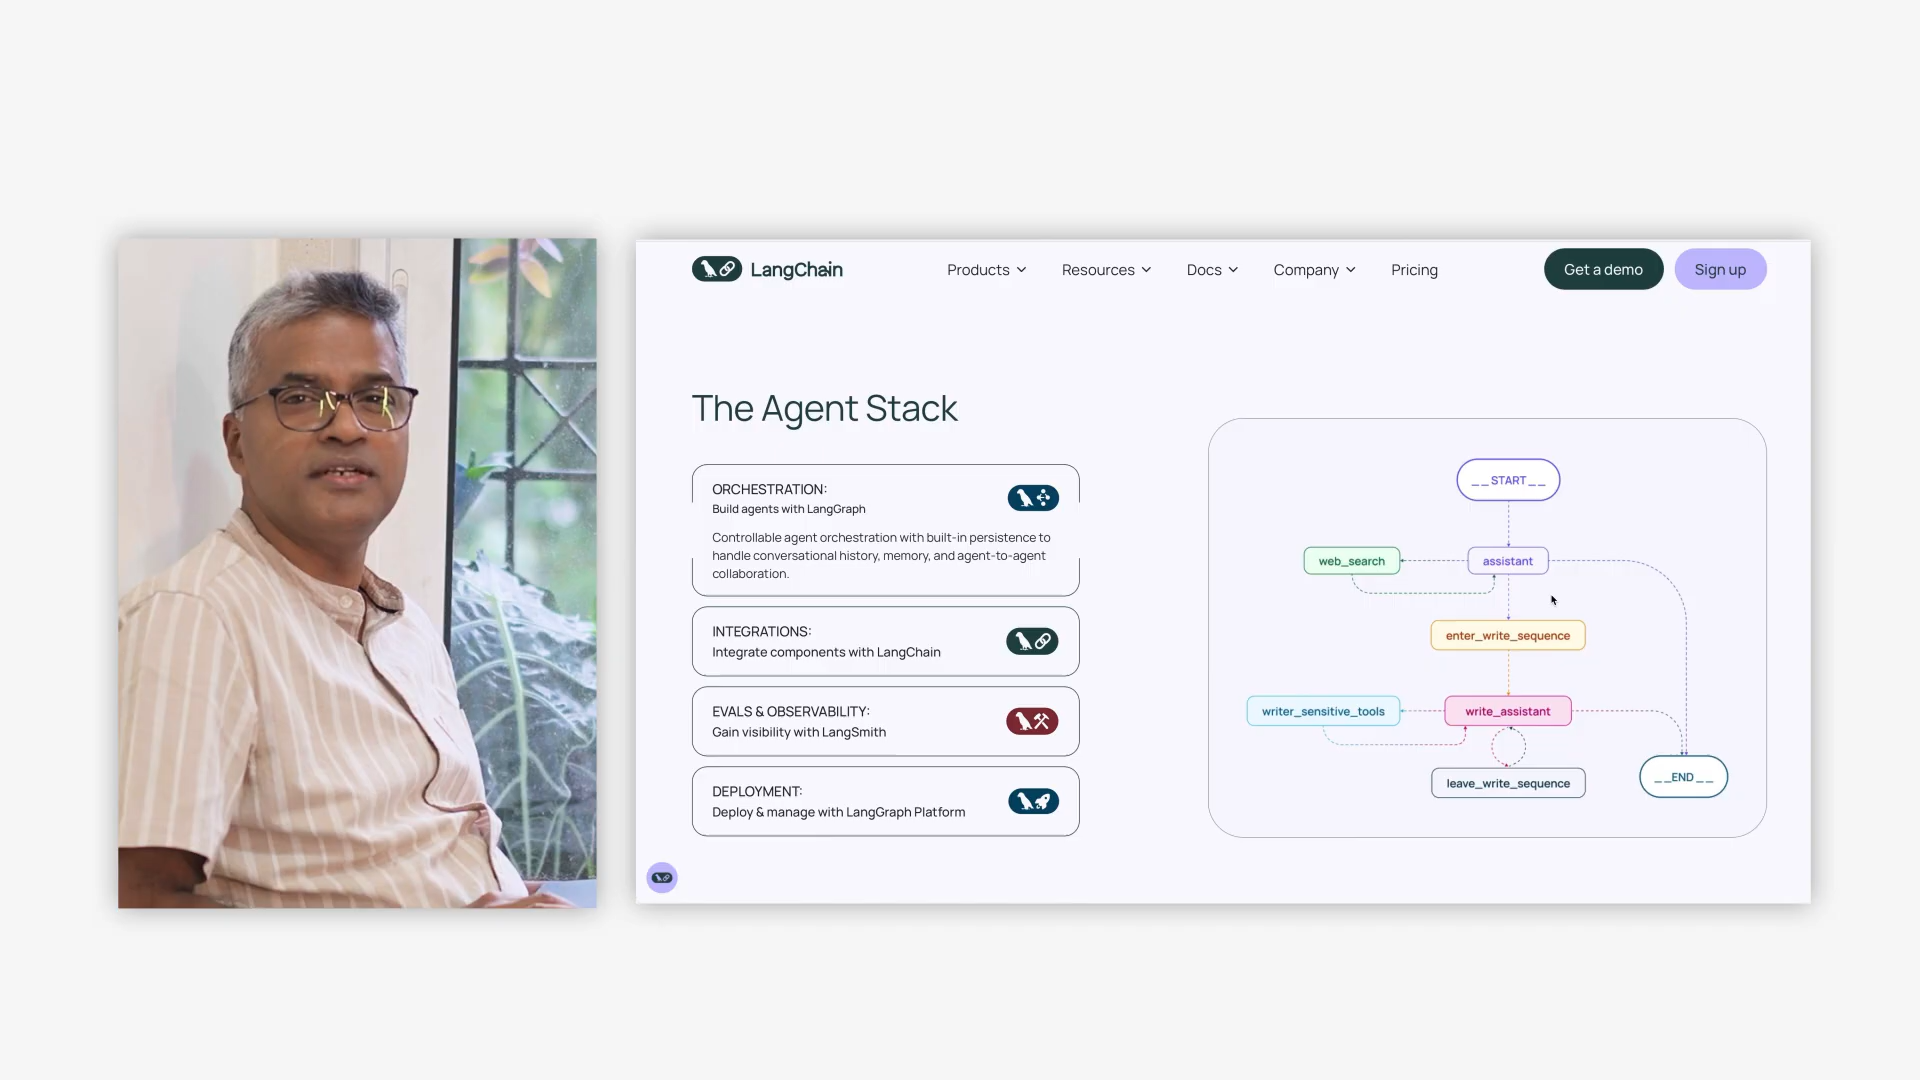 LangChain
Products
Resources
Docs
Company
Pricing
Get a demo
Sign up
The Agent Stack
ORCHESTRATION:
Build agents with LangGraph
Controllable agent orchestration with built-in persistence to
handle conversational history, memory, and agent-to-agent
collaboration.
INTEGRATIONS:
Integrate components with LangChain
EVALS & OBSERVABILITY:
Gain visibility with LangSmith
DEPLOYMENT:
Deploy & manage with LangGraph Platform
__START__
web_search
assistant
enter_write_sequence
writer_sensitive_tools
write_assistant
leave_write_sequence
__END__